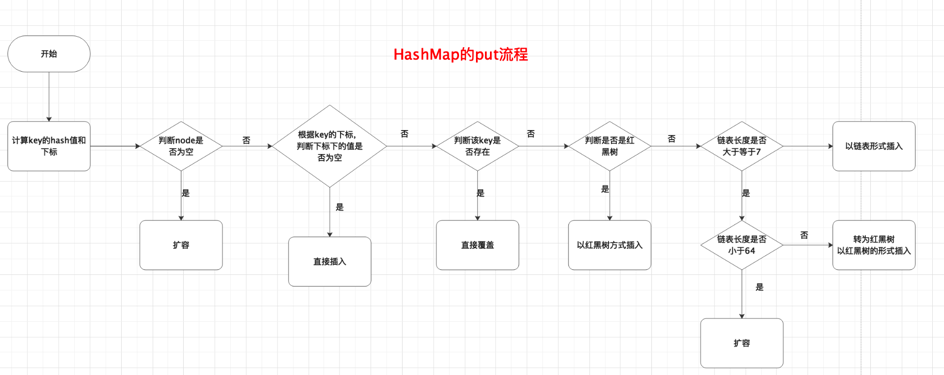 HashMap的put流程
开始
计算key的hash值和
下标
判断node是
否为空
否
根据key的下标,
判断下标下的值是
否为空
否
判断该key是
否存在
否
判断是否是红
黑树
否
链表长度是否
大于等于7
以链表形式插入
是
是
是
是
是
扩容
直接插入
直接覆盖
以红黑树方式插入
链表长度是否
小于64
否
转为红黑树
以红黑树的形式插入
是
扩容